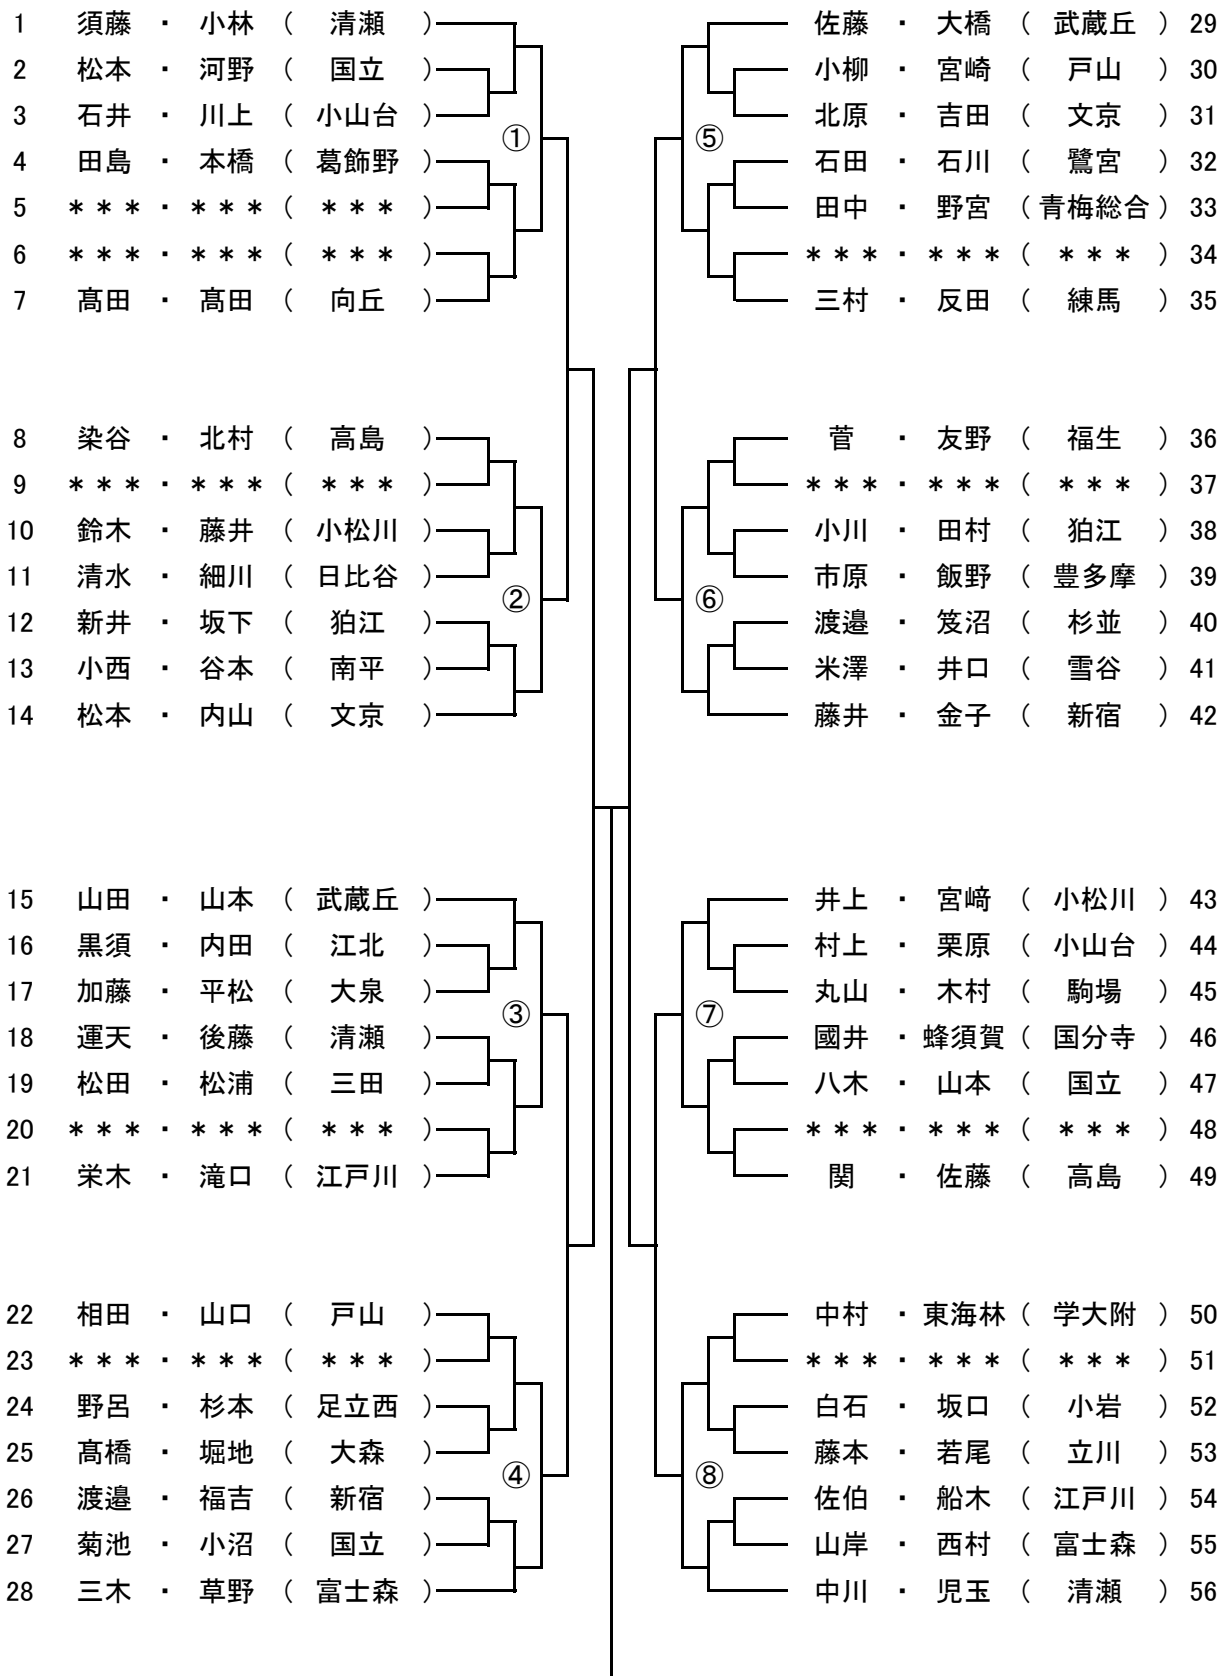 1 須藤 ・ 小林 ( 清瀬 )
2 松本 ・ 河野 ( 国立 )
3 石井 ・ 川上 ( 小山台 )
①
4 田島 ・ 本橋 ( 葛飾野 )
5 *** ・ *** ( *** )
6 *** ・ *** ( *** )
7 髙田 ・ 髙田 ( 向丘 )
8 染谷 ・ 北村 ( 高島 )
9 *** ・ *** ( *** )
10 鈴木 ・ 藤井 ( 小松川 )
11 清水 ・ 細川 ( 日比谷 )
②
12 新井 ・ 坂下 ( 狛江 )
13 小西 ・ 谷本 ( 南平 )
14 松本 ・ 内山 ( 文京 )
15 山田 ・ 山本 ( 武蔵丘 )
16 黒須 ・ 内田 ( 江北 )
17 加藤 ・ 平松 ( 大泉 )
③
18 運天 ・ 後藤 ( 清瀬 )
19 松田 ・ 松浦 ( 三田 )
20 *** ・ *** ( *** )
21 栄木 ・ 滝口 ( 江戸川 )
22 相田 ・ 山口 ( 戸山 )
23 *** ・ *** ( *** )
24 野呂 ・ 杉本 ( 足立西 )
25 髙橋 ・ 堀地 ( 大森 )
④
26 渡邉 ・ 福吉 ( 新宿 )
27 菊池 ・ 小沼 ( 国立 )
28 三木 ・ 草野 ( 富士森 )
佐藤 ・ 大橋 ( 武蔵丘 ) 29
小柳 ・ 宮崎 ( 戸山 ) 30
北原 ・ 吉田 ( 文京 ) 31
⑤
石田 ・ 石川 ( 鷺宮 ) 32
田中 ・ 野宮 ( 青梅総合 ) 33
*** ・ *** ( *** ) 34
三村 ・ 反田 ( 練馬 ) 35
菅 ・ 友野 ( 福生 ) 36
*** ・ *** ( *** ) 37
小川 ・ 田村 ( 狛江 ) 38
市原 ・ 飯野 ( 豊多摩 ) 39
⑥
渡邉 ・ 笈沼 ( 杉並 ) 40
米澤 ・ 井口 ( 雪谷 ) 41
藤井 ・ 金子 ( 新宿 ) 42
井上 ・ 宮﨑 ( 小松川 ) 43
村上 ・ 栗原 ( 小山台 ) 44
丸山 ・ 木村 ( 駒場 ) 45
⑦
國井 ・ 蜂須賀 ( 国分寺 ) 46
八木 ・ 山本 ( 国立 ) 47
*** ・ *** ( *** ) 48
関 ・ 佐藤 ( 高島 ) 49
中村 ・ 東海林 ( 学大附 ) 50
*** ・ *** ( *** ) 51
白石 ・ 坂口 ( 小岩 ) 52
藤本 ・ 若尾 ( 立川 ) 53
⑧
佐伯 ・ 船木 ( 江戸川 ) 54
山岸 ・ 西村 ( 富士森 ) 55
中川 ・ 児玉 ( 清瀬 ) 56